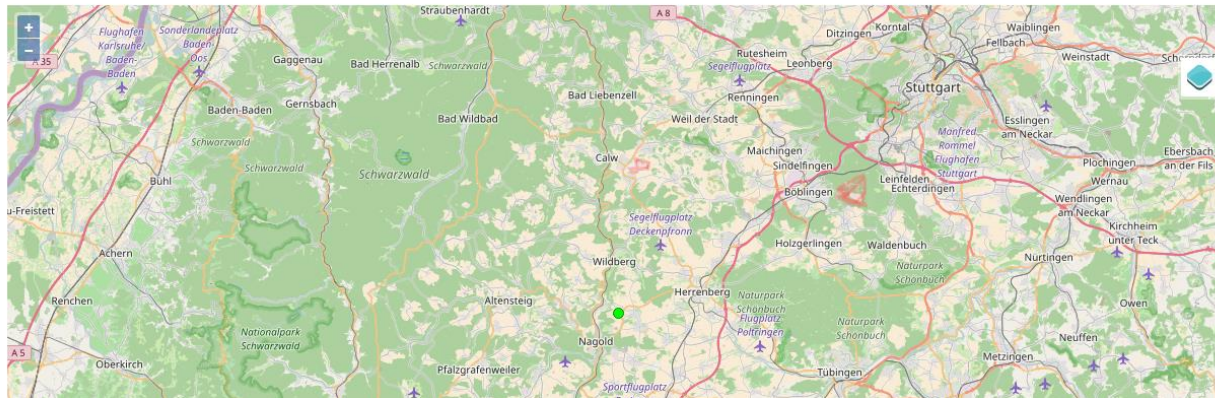 Straubenhardt
A 8
Ditzingen
Korntal
Waiblingen
+
−
Flughafen
Karlsruhe/
Baden-
Baden
Sonderlandeplatz
Baden-
Oos
Fellbach
Rutesheim
Leonberg
Weinstadt
A 35
Gaggenau
Bad Herrenalb
Schwarzwald
Segelflugplatz
Stuttgart
Baden-Baden
Gernsbach
Bad Liebenzell
Renningen
Bad Wildbad
Weil der Stadt
Esslingen
am Neckar
Schwarzwald
Manfred
Rommel
Flughafen
Stuttgart
Maichingen
Sindelfingen
Calw
Ebersbach
an der Fils
Plochingen
Schwarzwald
Schwarzwald
Bühl
Leinfelden
Echterdingen
Wernau
Böblingen
Wendlingen
am Neckar
u-Freistett
Segelflugplatz
Deckenpfronn
Kirchheim
unter Teck
Achern
Holzgerlingen
Waldenbuch
Wildberg
Nürtingen
Naturpark
Schönbuch
Renchen
Altensteig
Herrenberg
Naturpark
Schönbuch
Owen
Nationalpark
Schwarzwald
Flugplatz
Poltringen
Naturpark
Schönbuch
Nagold
Neuffen
A 5
Oberkirch
Pfalzgrafenweiler
Metzingen
Tübingen
Sportflugplatz